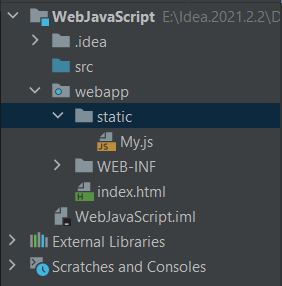 WebJavaScript E:\Idea.2021.2.2\D
.idea
src
webapp
static
My.js
WEB-INF
index.html
WebJavaScript.iml
External Libraries
Scratches and Consoles